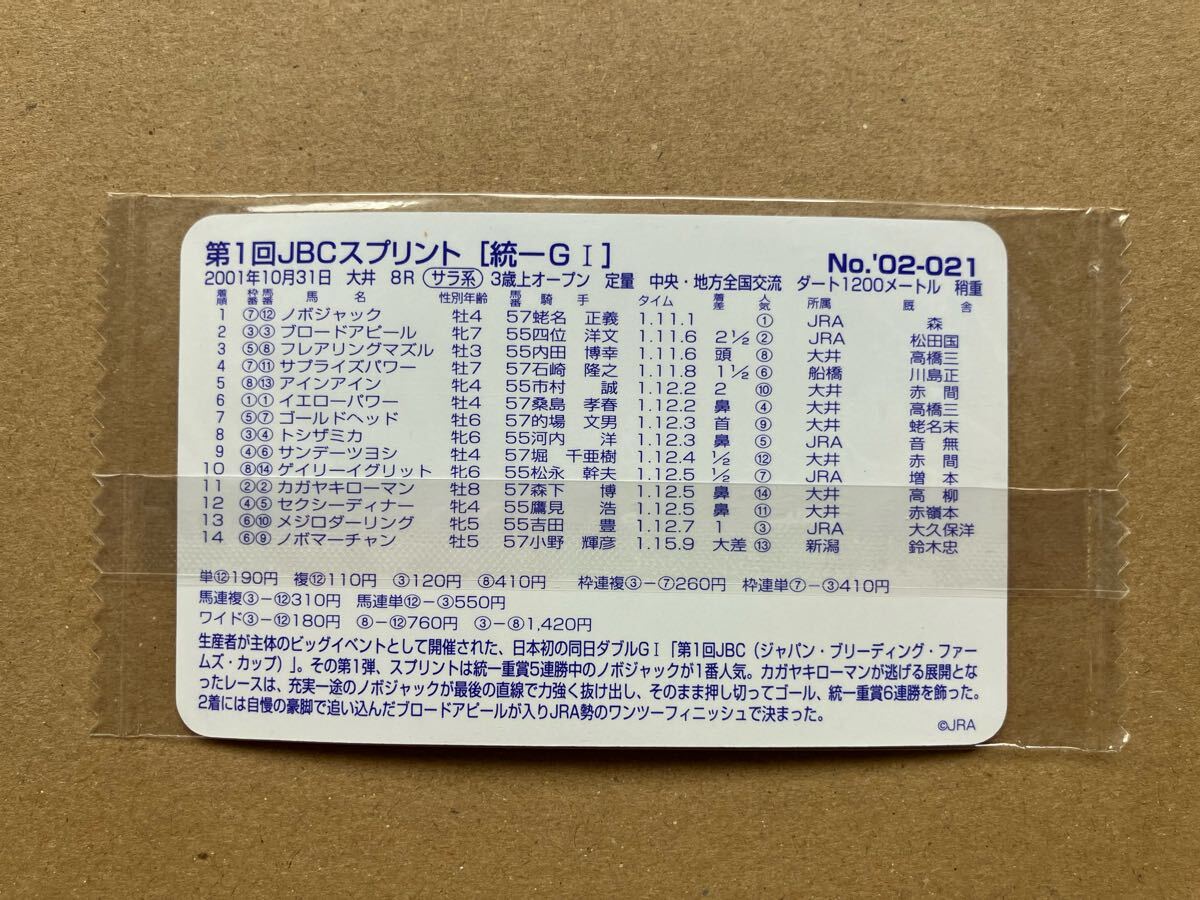 第1回JBCスプリント [統一GⅠ] No.'02-021
2001年10月31日 大井 8R サラ系 3歳上オープン 定量 中央・地方全国交流 ダート1200メートル 稍重
着順 枠番 馬番 馬名 性別年齢 馬番 騎手 タイム 着差 人気 所属 厩舎
1 ⑦⑫ ノボジャック 牡4 57蛯名 正義 1.11.1 ① JRA 森
2 ③③ ブロードアピール 牝7 55四位 洋文 1.11.6 2½ ② JRA 松田国
3 ⑤⑧ フレアリングマズル 牡3 55内田 博幸 1.11.6 頭 ⑧ 大井 高橋三
4 ⑦⑪ サプライズパワー 牡7 57石崎 隆之 1.11.8 1½ ⑥ 船橋 川島正
5 ⑧⑬ アインアイン 牝4 55市村 誠 1.12.2 2 ⑩ 大井 赤間
6 ①① イエローパワー 牡4 57桑島 孝春 1.12.2 鼻 ④ 大井 高橋三
7 ⑤⑦ ゴールドヘッド 牡6 57的場 文男 1.12.3 首 ⑨ 大井 蛯名末
8 ③④ トシザミカ 牝6 55河内 洋 1.12.3 鼻 ⑤ JRA 音無
9 ④⑥ サンデーツヨシ 牡4 57堀 千亜樹 1.12.4 ½ ⑫ 大井 赤間
10 ⑧⑭ ゲイリーイグリット 牝6 55松永 幹夫 1.12.5 ½ ⑦ JRA 増本
11 ②② カガヤキローマン 牡8 57森下 博 1.12.5 鼻 ⑭ 大井 高柳
12 ④⑤ セクシーディナー 牝4 55鷹見 浩 1.12.5 鼻 ⑪ 大井 赤嶺本
13 ⑥⑩ メジロダーリング 牝5 55吉田 豊 1.12.7 1 ③ JRA 大久保洋
14 ⑥⑨ ノボマーチャン 牡5 57小野 輝彦 1.15.9 大差 ⑬ 新潟 鈴木忠
単⑫190円 複⑫110円 ③120円 ⑧410円 枠連複③−⑦260円 枠連単⑦−③410円
馬連複③−⑫310円 馬連単⑫−③550円
ワイド③−⑫180円 ⑧−⑫760円 ③−⑧1,420円
生産者が主体のビッグイベントとして開催された、日本初の同日ダブルGⅠ「第1回JBC（ジャパン・ブリーディング・ファー
ムズ・カップ）」。その第1弾、スプリントは統一重賞5連勝中のノボジャックが1番人気。カガヤキローマンが逃げる展開とな
ったレースは、充実一途のノボジャックが最後の直線で力強く抜け出し、そのまま押し切ってゴール、統一重賞6連勝を飾った。
2着には自慢の豪脚で追い込んだブロードアピールが入りJRA勢のワンツーフィニッシュで決まった。
©JRA